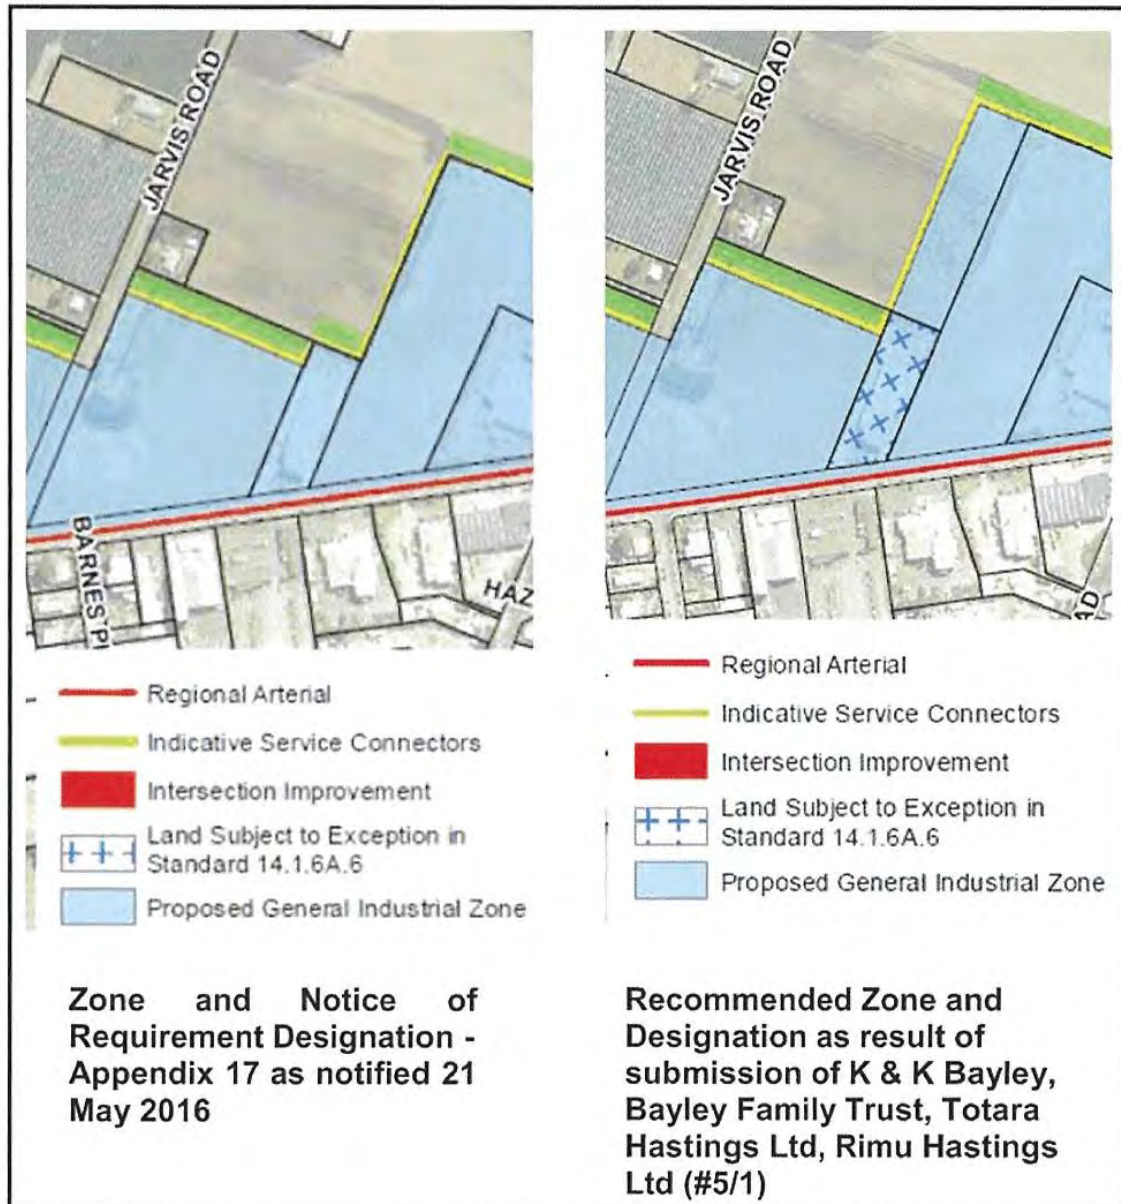 JARVIS ROAD
BARNES PL
HAZ
Regional Arterial
Indicative Service Connectors
Intersection Improvement
Land Subject to Exception in
Standard 14.1.6A.6
Proposed General Industrial Zone
Zone and Notice of
Requirement Designation -
Appendix 17 as notified 21
May 2016
JARVIS ROAD
AD
Regional Arterial
Indicative Service Connectors
Intersection Improvement
Land Subject to Exception in
Standard 14.1.6A.6
Proposed General Industrial Zone
Recommended Zone and
Designation as result of
submission of K & K Bayley,
Bayley Family Trust, Totara
Hastings Ltd, Rimu Hastings
Ltd (#5/1)